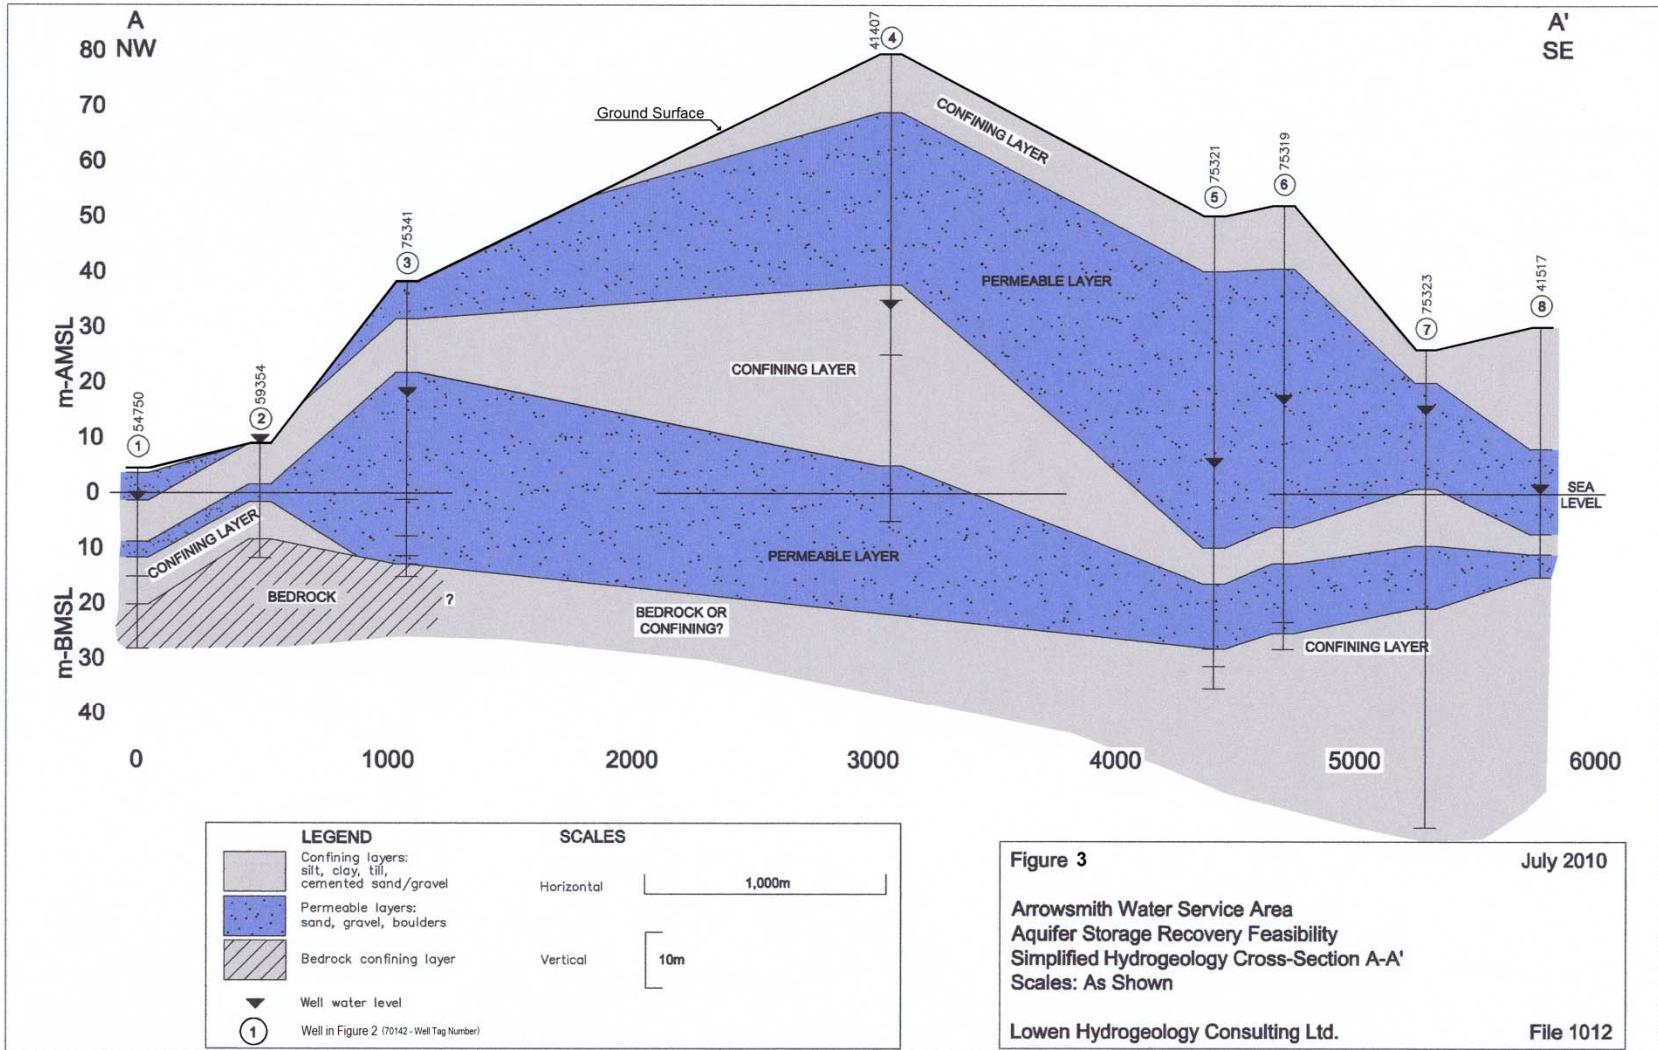 A
NW
A'
SE
80
70
60
50
40
30
20
10
0
10
20
30
40
m-AMSL
m-BMSL
Ground Surface
1 54750
2 59354
3 75341
4 41407
5 75321
6 75319
7 75323
8 41517
CONFINING LAYER
PERMEABLE LAYER
CONFINING LAYER
SEA
LEVEL
CONFINING LAYER
PERMEABLE LAYER
BEDROCK
?
BEDROCK OR
CONFINING?
CONFINING LAYER
0 1000 2000 3000 4000 5000 6000
LEGEND
Confining layers:
silt, clay, till,
cemented sand/gravel
Permeable layers:
sand, gravel, boulders
Bedrock confining layer
Well water level
1 Well in Figure 2 (70142 - Well Tag Number)
SCALES
Horizontal 1,000m
Vertical 10m
Figure 3 July 2010
Arrowsmith Water Service Area
Aquifer Storage Recovery Feasibility
Simplified Hydrogeology Cross-Section A-A'
Scales: As Shown
Lowen Hydrogeology Consulting Ltd. File 1012